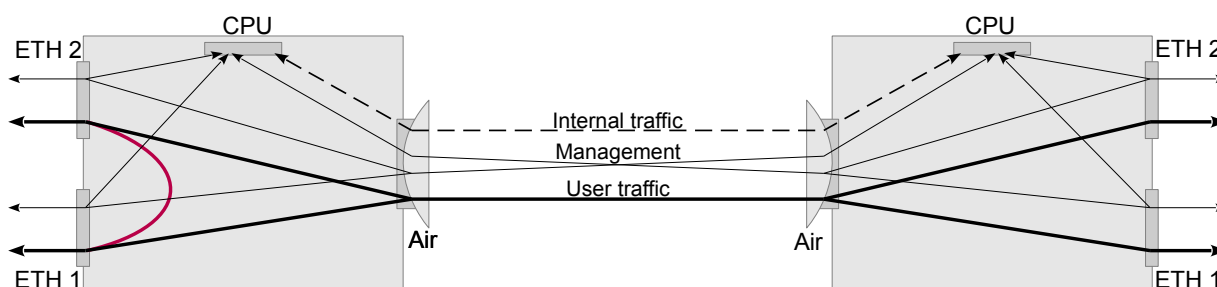 CPU
CPU
ETH 2
ETH 2
Internal traffic
Management
User traffic
Air
Air
ETH 1
ETH 1